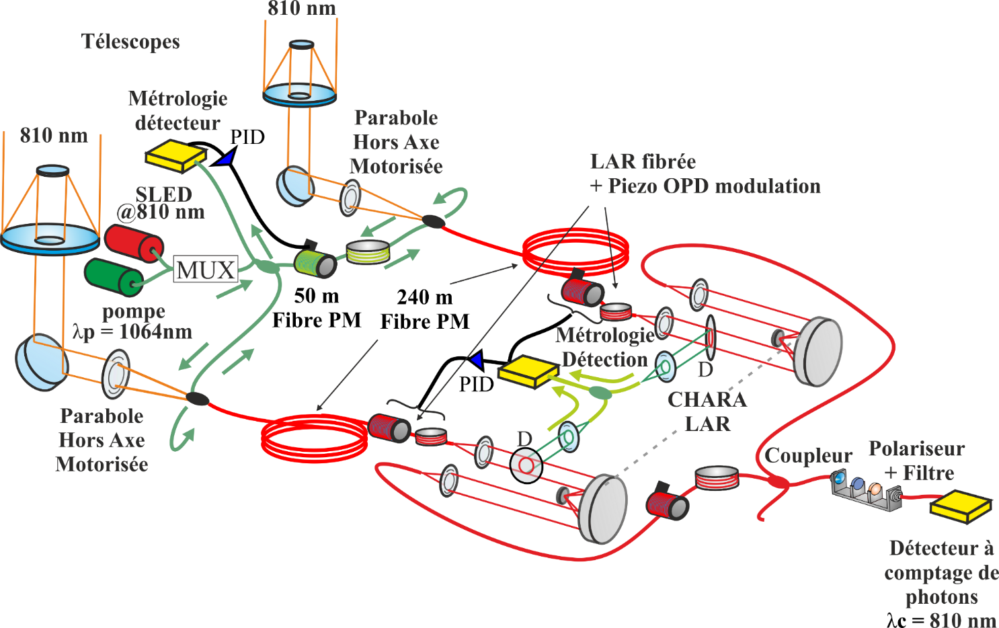 810 nm
Télescopes
Métrologie
détecteur
PID
810 nm
Parabole
Hors Axe
Motorisée
LAR fibrée
+ Piezo OPD modulation
SLED
@810 nm
MUX
pompe
λp = 1064nm
50 m
Fibre PM
240 m
Fibre PM
Métrologie
Détection
D
PID
CHARA
LAR
Parabole
Hors Axe
Motorisée
D
Coupleur
Polariseur
+ Filtre
Détecteur à
comptage de
photons
λc = 810 nm